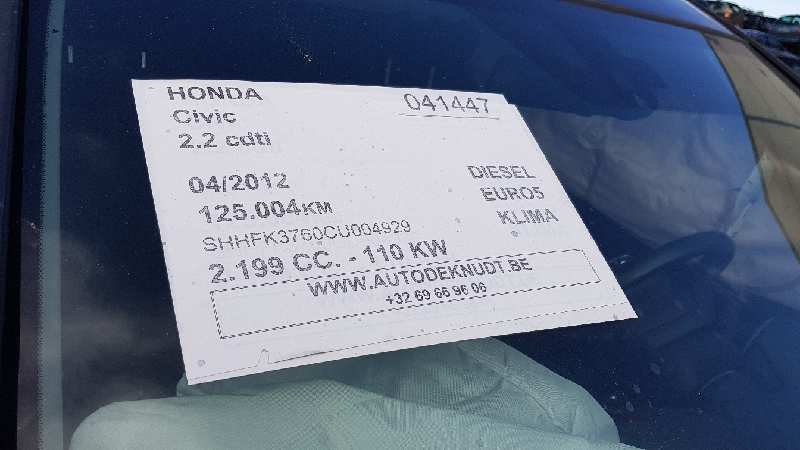 HONDA 041447
Civic
2.2 cdti
04/2012 DIESEL
125.004KM EURO5
SHHFK3760CU004929 KLIMA
2.199 CC. - 110 KW
WWW.AUTODEKNUDT.BE
+32 69 66 96 06